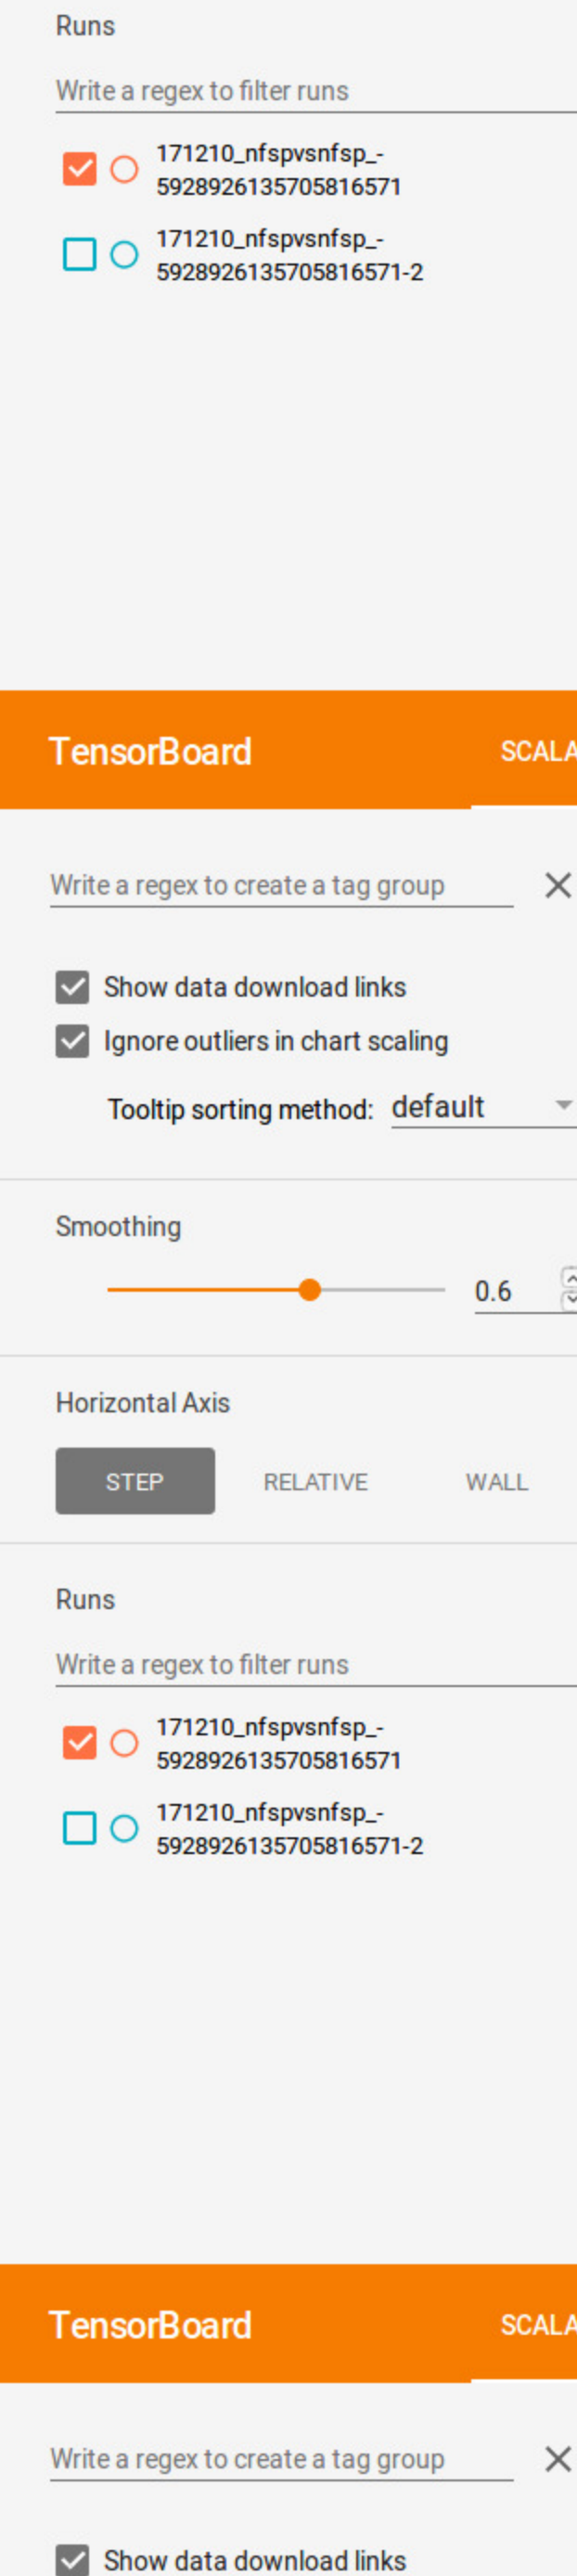 Runs
Write a regex to filter runs
171210_nfspvsnfsp_-
5928926135705816571
171210_nfspvsnfsp_-
5928926135705816571-2
TensorBoard SCALA
Write a regex to create a tag group
Show data download links
Ignore outliers in chart scaling
Tooltip sorting method: default
Smoothing
0.6
Horizontal Axis
STEP RELATIVE WALL
Runs
Write a regex to filter runs
171210_nfspvsnfsp_-
5928926135705816571
171210_nfspvsnfsp_-
5928926135705816571-2
TensorBoard SCALA
Write a regex to create a tag group
Show data download links